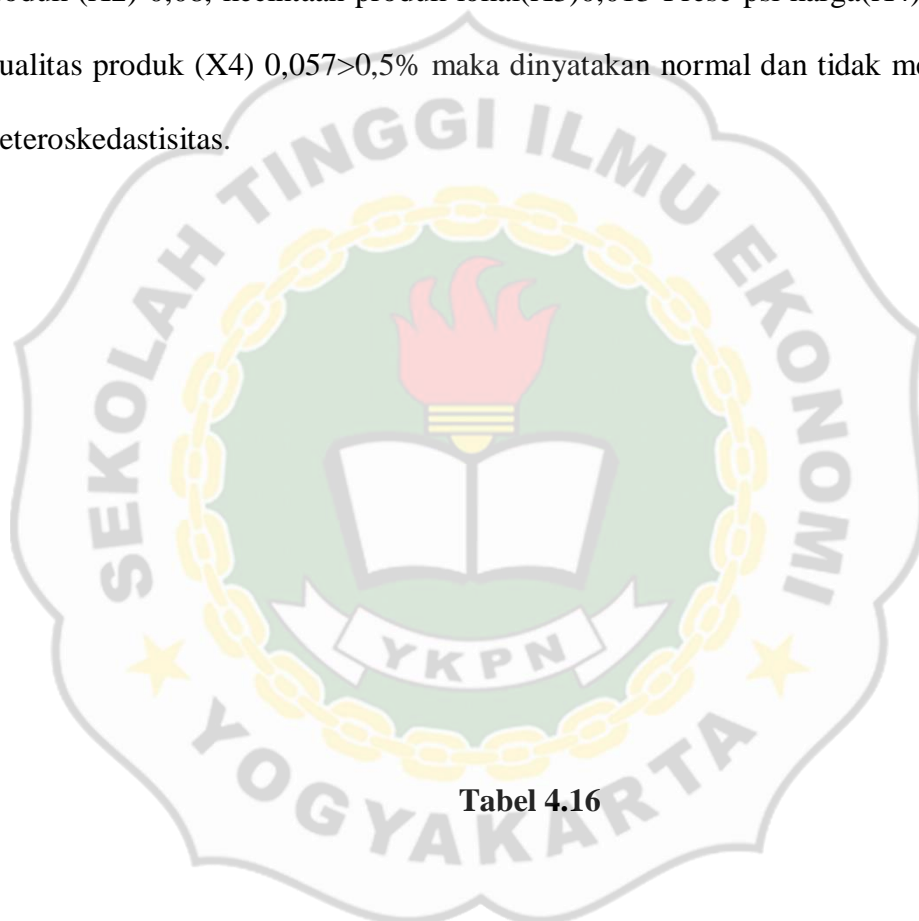 ualitas produk (X4) 0,057>0,5% maka dinyatakan normal dan tidak me
eteroskedastisitas.
SEKOLAH TINGGI ILMU EKONOMI
YKPN
YOGYAKARTA
Tabel 4.16